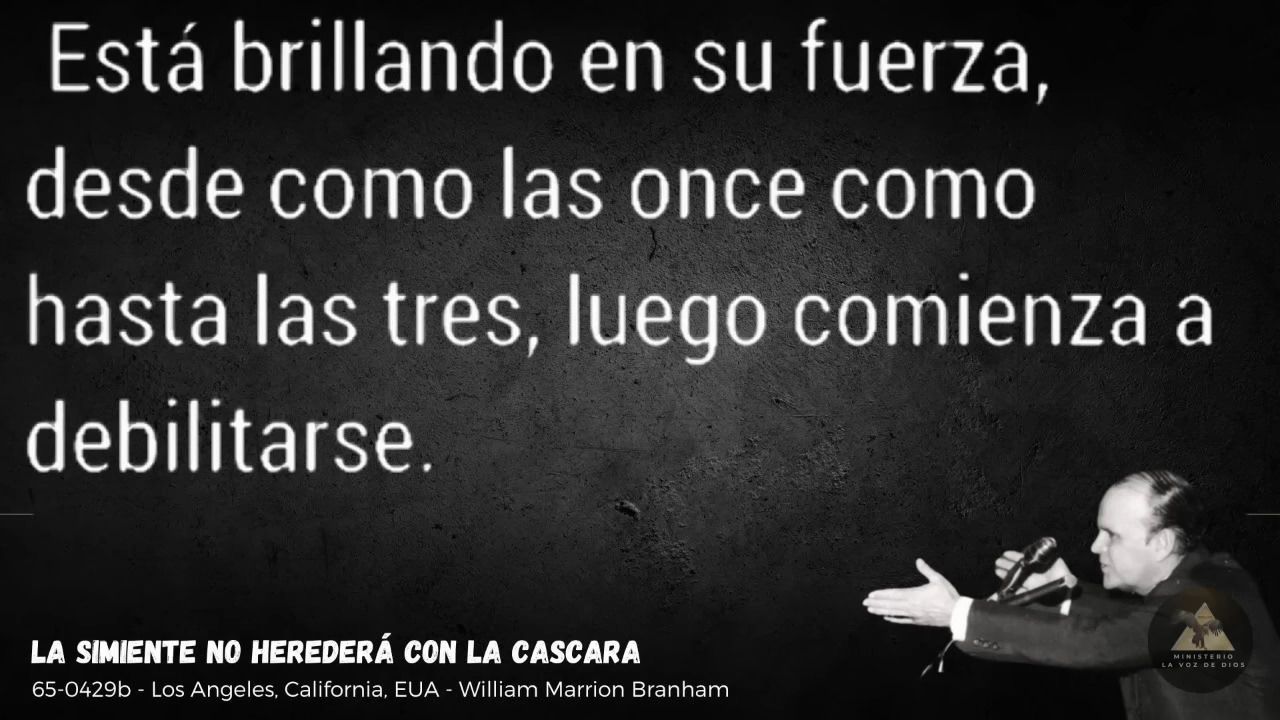 Está brillando en su fuerza,
desde como las once como
hasta las tres, luego comienza a
debilitarse.
LA SIMIENTE NO HEREDERÁ CON LA CASCARA
65-0429b - Los Angeles, California, EUA - William Marrion Branham
MINISTERIO
LA VOZ DE DIOS